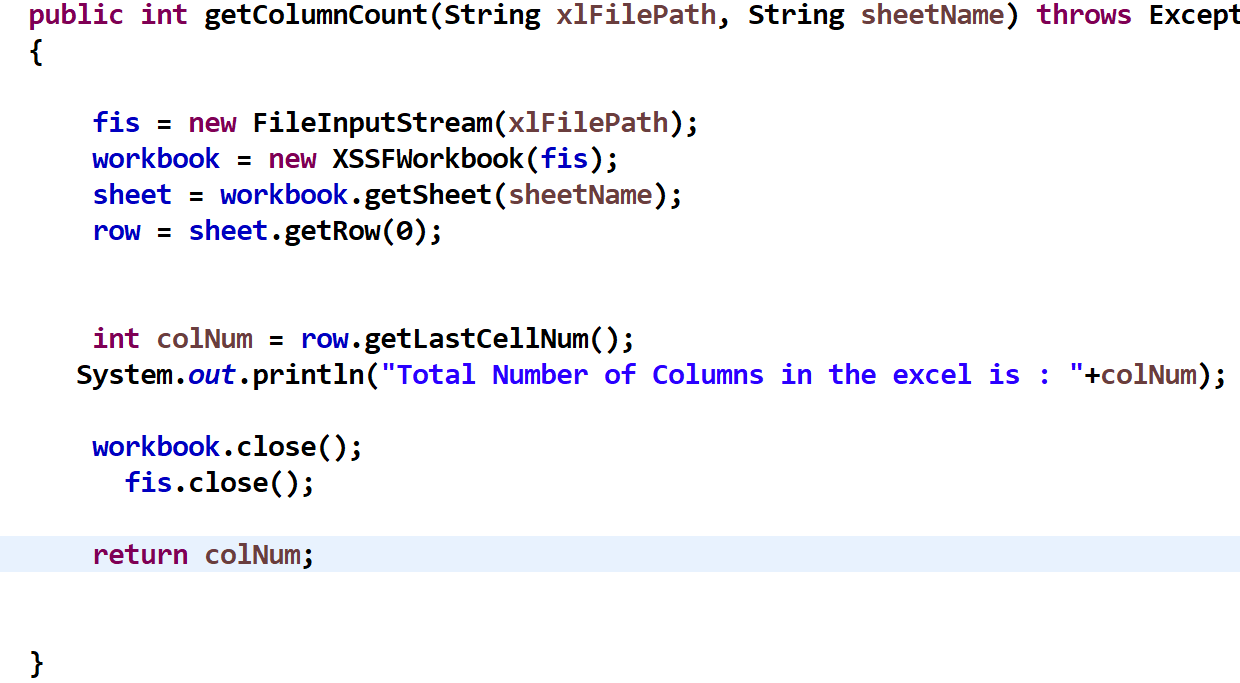 public int getColumnCount(String xlFilePath, String sheetName) throws Except
{
fis = new FileInputStream(xlFilePath);
workbook = new XSSFWorkbook(fis);
sheet = workbook.getSheet(sheetName);
row = sheet.getRow(0);
int colNum = row.getLastCellNum();
System.out.println("Total Number of Columns in the excel is : "+colNum);
workbook.close();
fis.close();
return colNum;
}